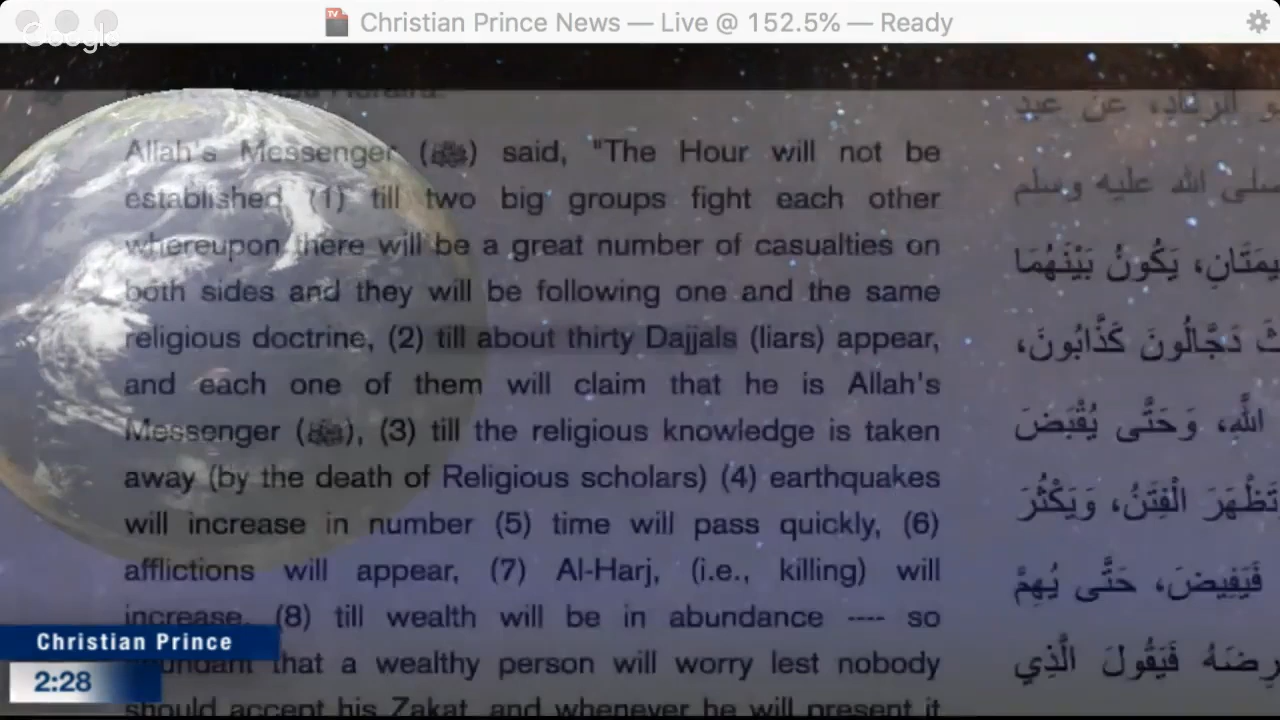 Christian Prince News — Live @ 152.5% — Ready
Google
Allah's Messenger (ﷺ) said, "The Hour will not be
established (1) till two big groups fight each other
whereupon there will be a great number of casualties on
both sides and they will be following one and the same
religious doctrine, (2) till about thirty Dajjals (liars) appear,
and each one of them will claim that he is Allah's
Messenger (ﷺ), (3) till the religious knowledge is taken
away (by the death of Religious scholars) (4) earthquakes
will increase in number (5) time will pass quickly, (6)
afflictions will appear, (7) Al-Harj, (i.e., killing) will
increase, (8) till wealth will be in abundance ---- so
abundant that a wealthy person will worry lest nobody
should accept his Zakat, and whenever he will present it
الزناد، عن عبد
صلى الله عليه وسلم
يَكُونُ بَيْنَهُمَا
دَجَّالُونَ كَذَّابُونَ،
اللَّهِ، وَحَتَّى يُقْبَضَ
تَظْهَرَ الْفِتَنُ، وَيَكْثُرَ
فَيَفِيضَ، حَتَّى يُهِمَّ
فَيَقُولَ الَّذِي
Christian Prince
2:28